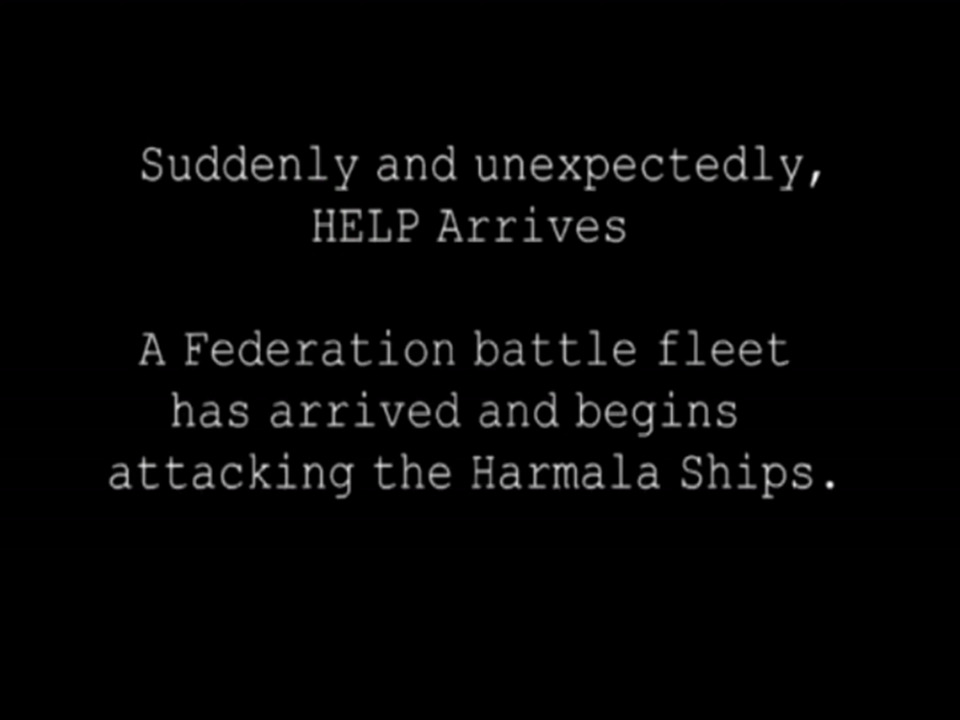 Suddenly and unexpectedly,
HELP Arrives
A Federation battle fleet
has arrived and begins
attacking the Harmala Ships.